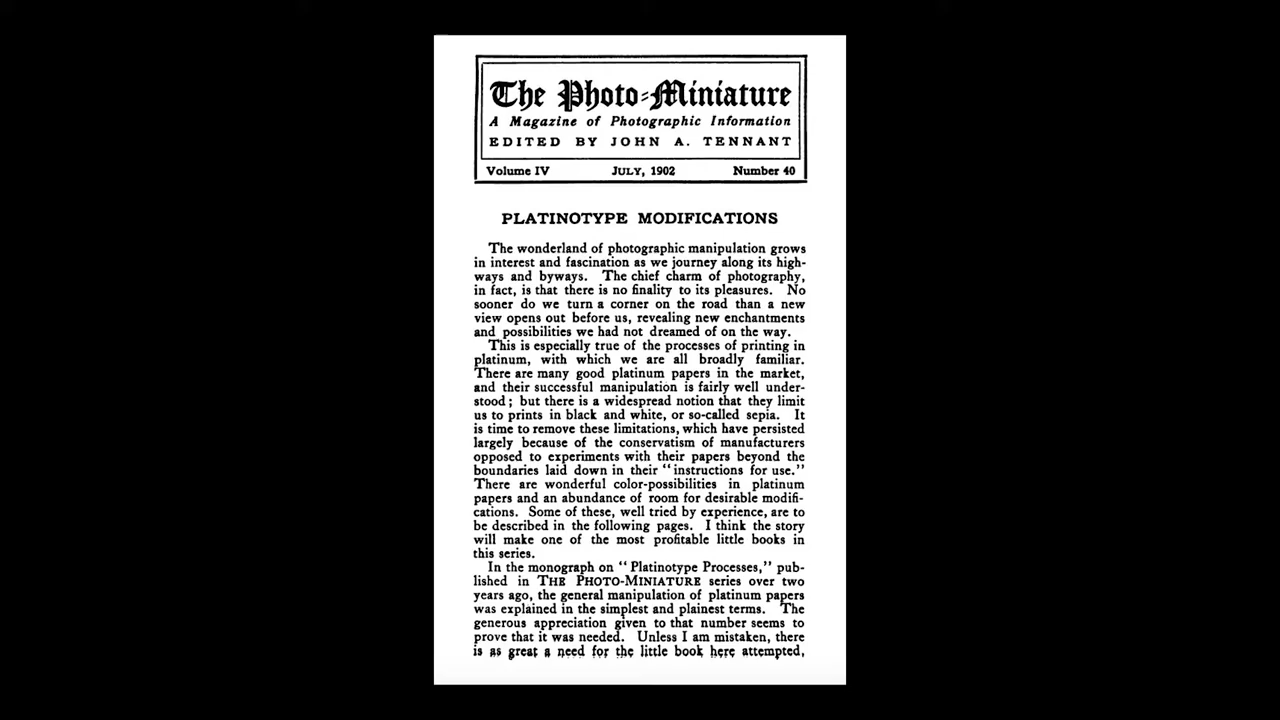 The Photo-Miniature
A Magazine of Photographic Information
EDITED BY JOHN A. TENNANT
Volume IV JULY, 1902 Number 40
PLATINOTYPE MODIFICATIONS
The wonderland of photographic manipulation grows
in interest and fascination as we journey along its high-
ways and byways. The chief charm of photography,
in fact, is that there is no finality to its pleasures. No
sooner do we turn a corner on the road than a new
view opens out before us, revealing new enchantments
and possibilities we had not dreamed of on the way.
This is especially true of the processes of printing in
platinum, with which we are all broadly familiar.
There are many good platinum papers in the market,
and their successful manipulation is fairly well under-
stood; but there is a widespread notion that they limit
us to prints in black and white, or so-called sepia. It
is time to remove these limitations, which have persisted
largely because of the conservatism of manufacturers
opposed to experiments with their papers beyond the
boundaries laid down in their "instructions for use."
There are wonderful color-possibilities in platinum
papers and an abundance of room for desirable modifi-
cations. Some of these, well tried by experience, are to
be described in the following pages. I think the story
will make one of the most profitable little books in
this series.
In the monograph on "Platinotype Processes," pub-
lished in THE PHOTO-MINIATURE series over two
years ago, the general manipulation of platinum papers
was explained in the simplest and plainest terms. The
generous appreciation given to that number seems to
prove that it was needed. Unless I am mistaken, there
is as great a need for the little book here attempted,